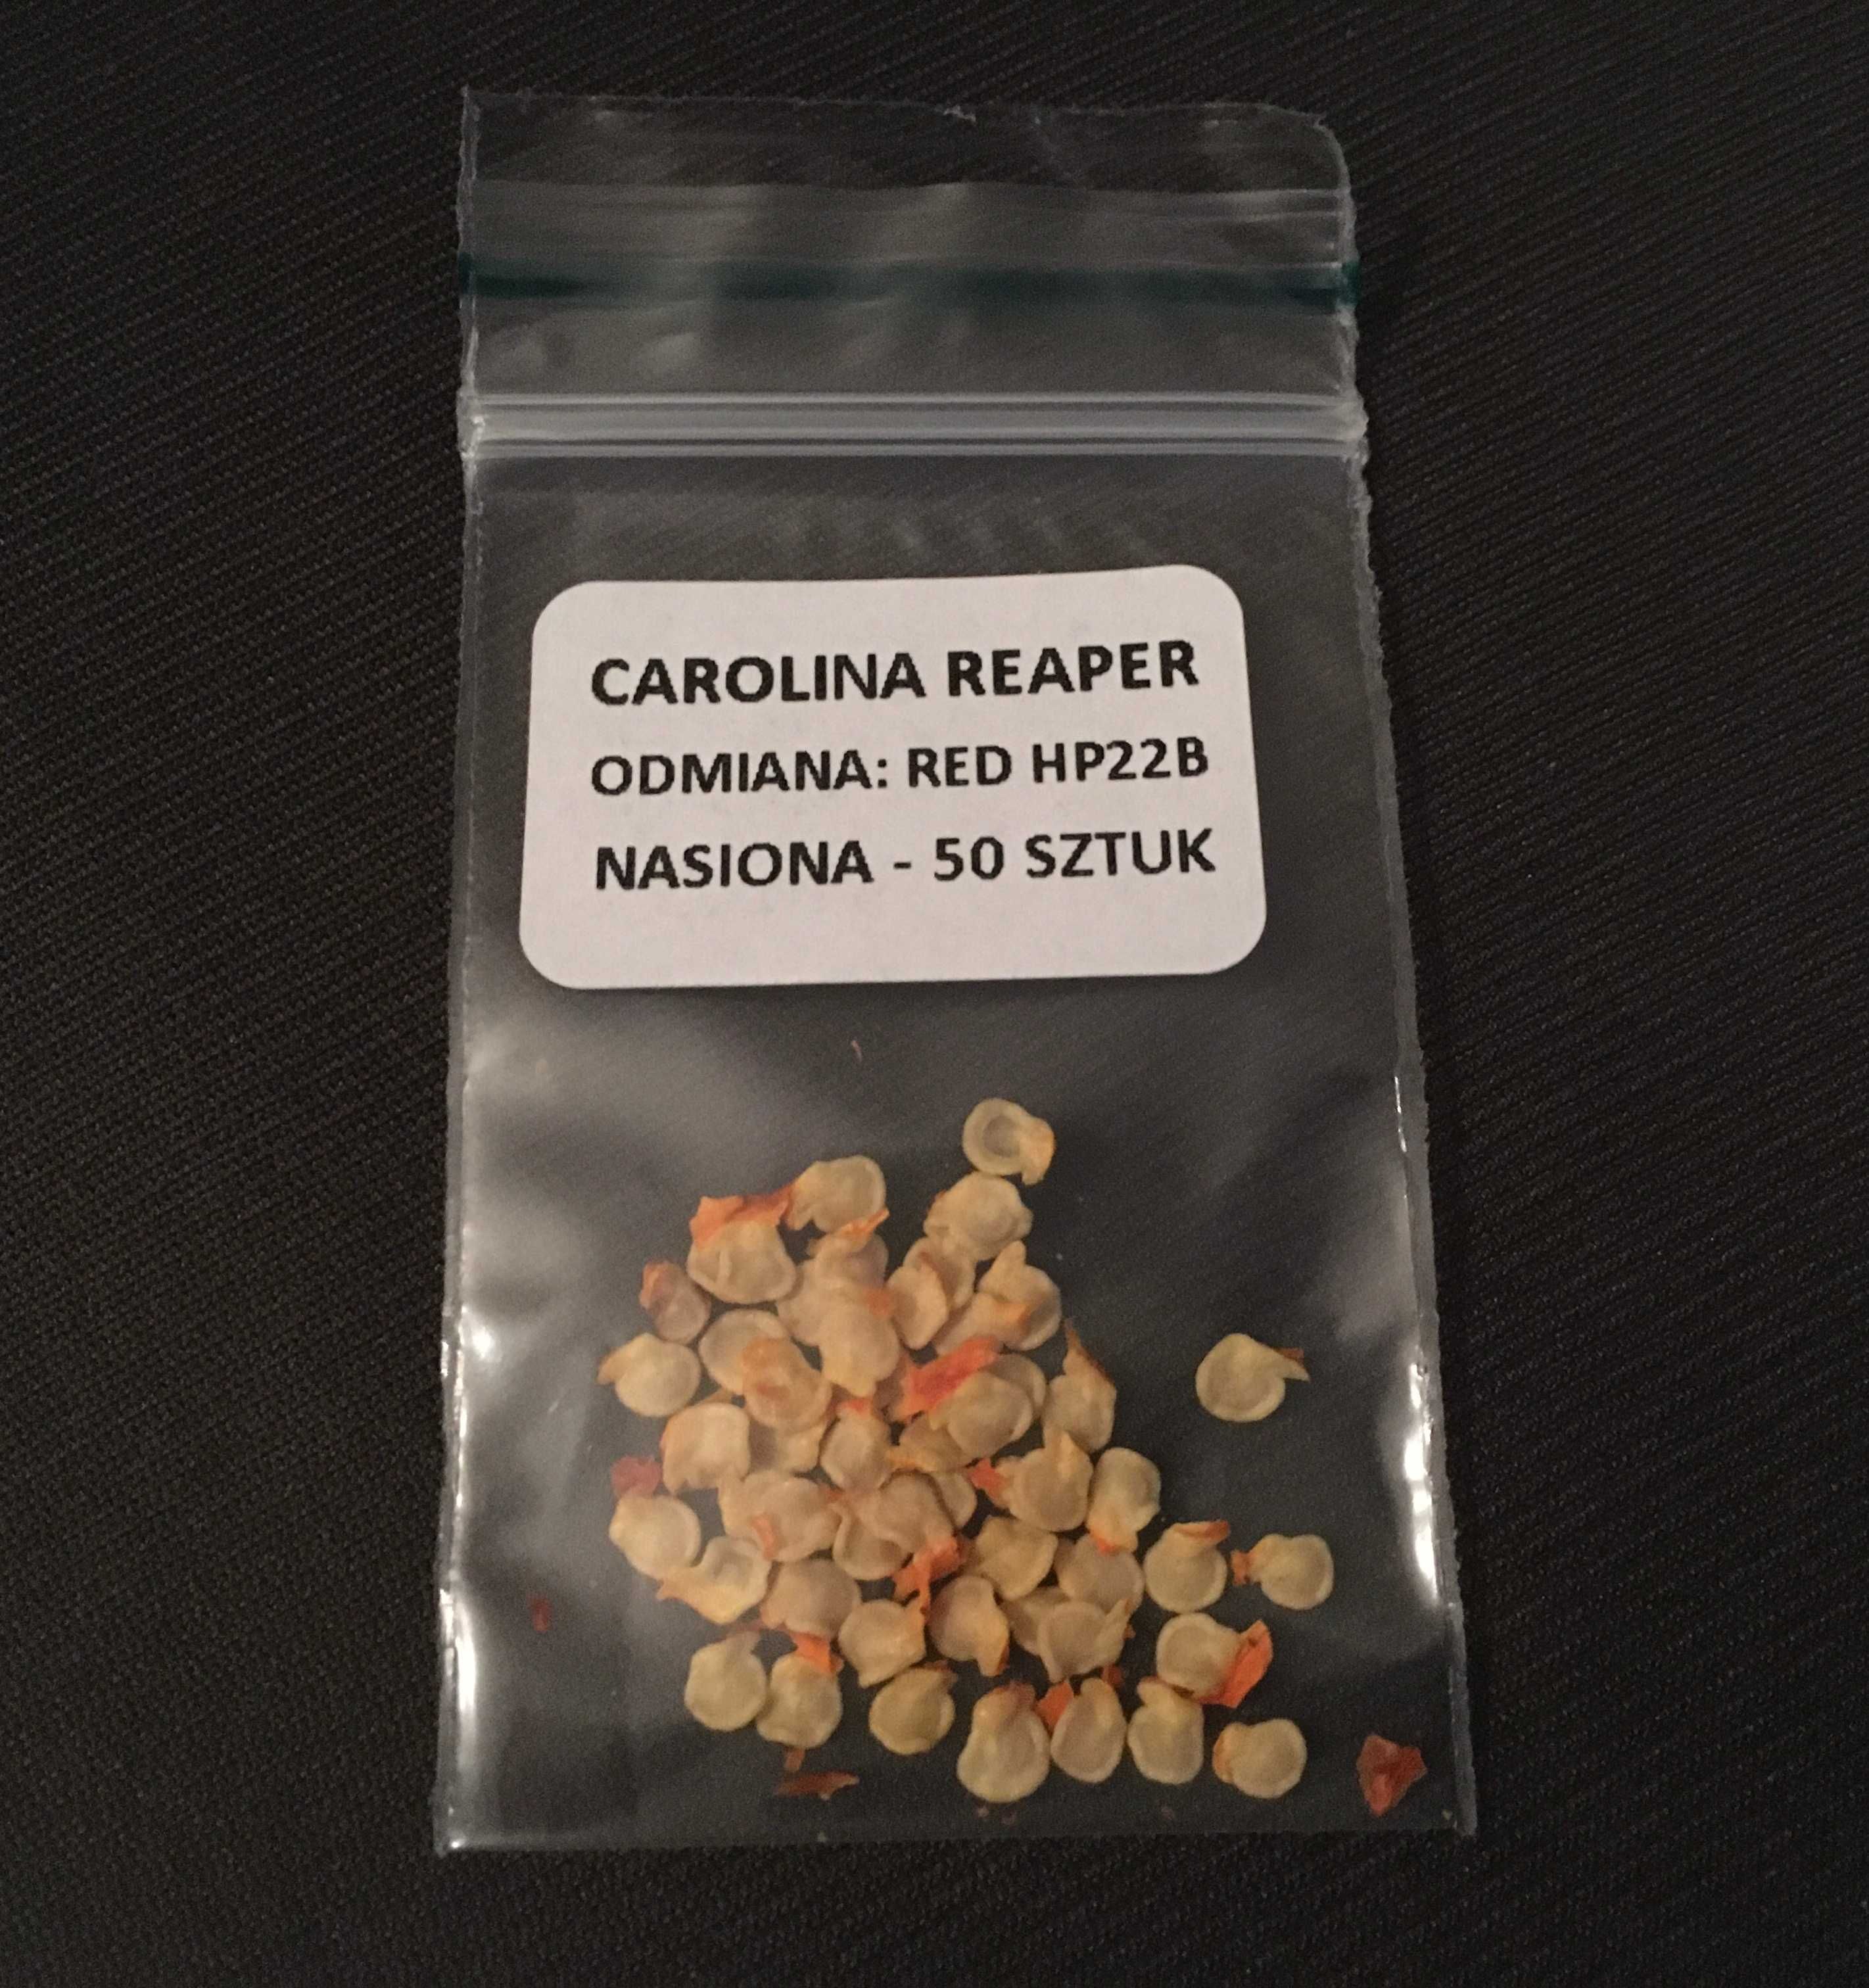 CAROLINA REAPER
ODMIANA: RED HP22B
NASIONA - 50 SZTUK